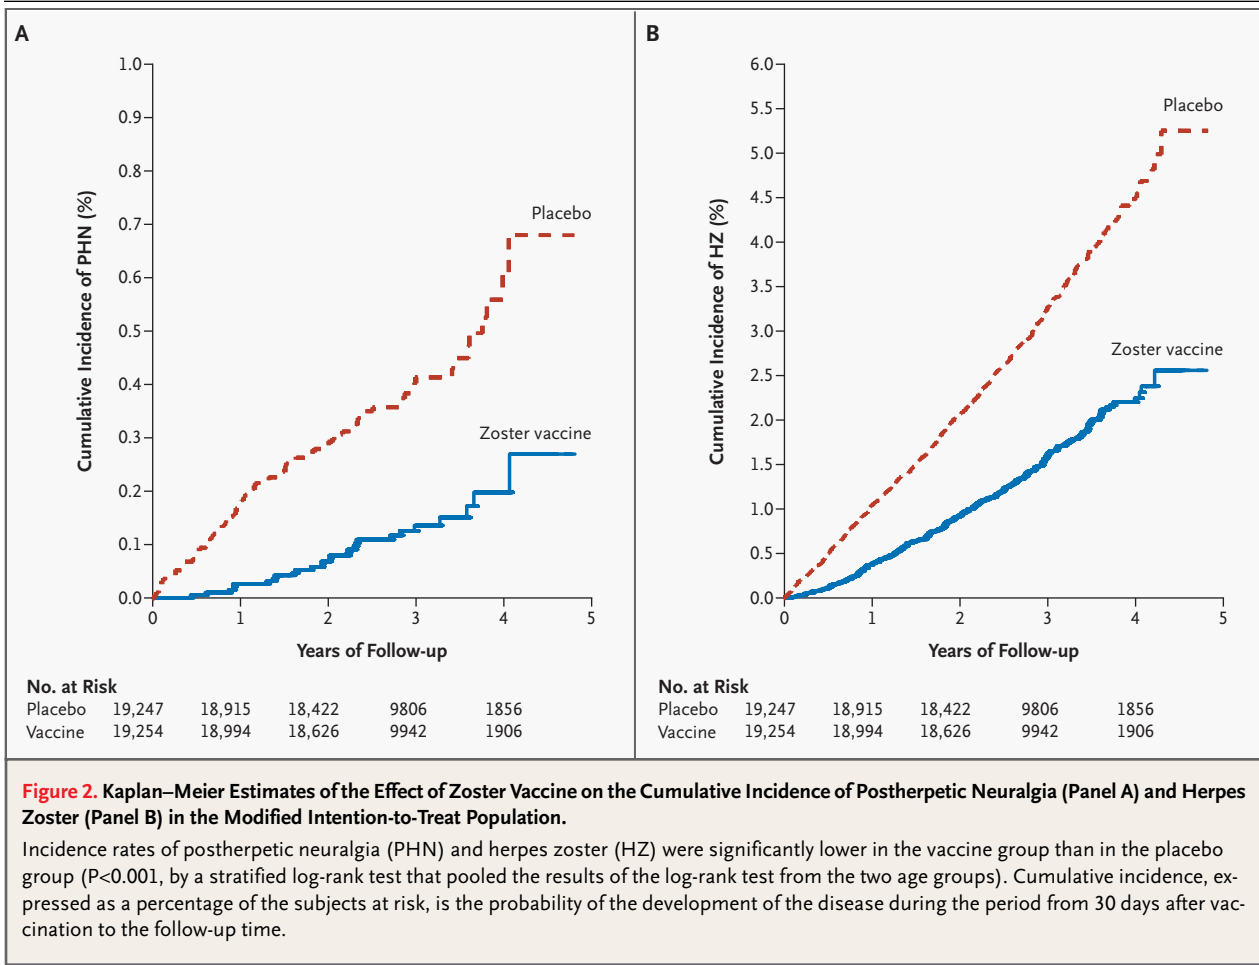 A
1.0
0.9
0.8
0.7
0.6
0.5
0.4
0.3
0.2
0.1
0.0
Cumulative Incidence of PHN (%)
Placebo
Zoster vaccine
0 1 2 3 4 5
Years of Follow-up
No. at Risk
Placebo 19,247 18,915 18,422 9806 1856
Vaccine 19,254 18,994 18,626 9942 1906
B
6.0
5.5
5.0
4.5
4.0
3.5
3.0
2.5
2.0
1.5
1.0
0.5
0.0
Cumulative Incidence of HZ (%)
Placebo
Zoster vaccine
0 1 2 3 4 5
Years of Follow-up
No. at Risk
Placebo 19,247 18,915 18,422 9806 1856
Vaccine 19,254 18,994 18,626 9942 1906
Figure 2. Kaplan–Meier Estimates of the Effect of Zoster Vaccine on the Cumulative Incidence of Postherpetic Neuralgia (Panel A) and Herpes
Zoster (Panel B) in the Modified Intention-to-Treat Population.
Incidence rates of postherpetic neuralgia (PHN) and herpes zoster (HZ) were significantly lower in the vaccine group than in the placebo
group (P<0.001, by a stratified log-rank test that pooled the results of the log-rank test from the two age groups). Cumulative incidence, ex-
pressed as a percentage of the subjects at risk, is the probability of the development of the disease during the period from 30 days after vac-
cination to the follow-up time.